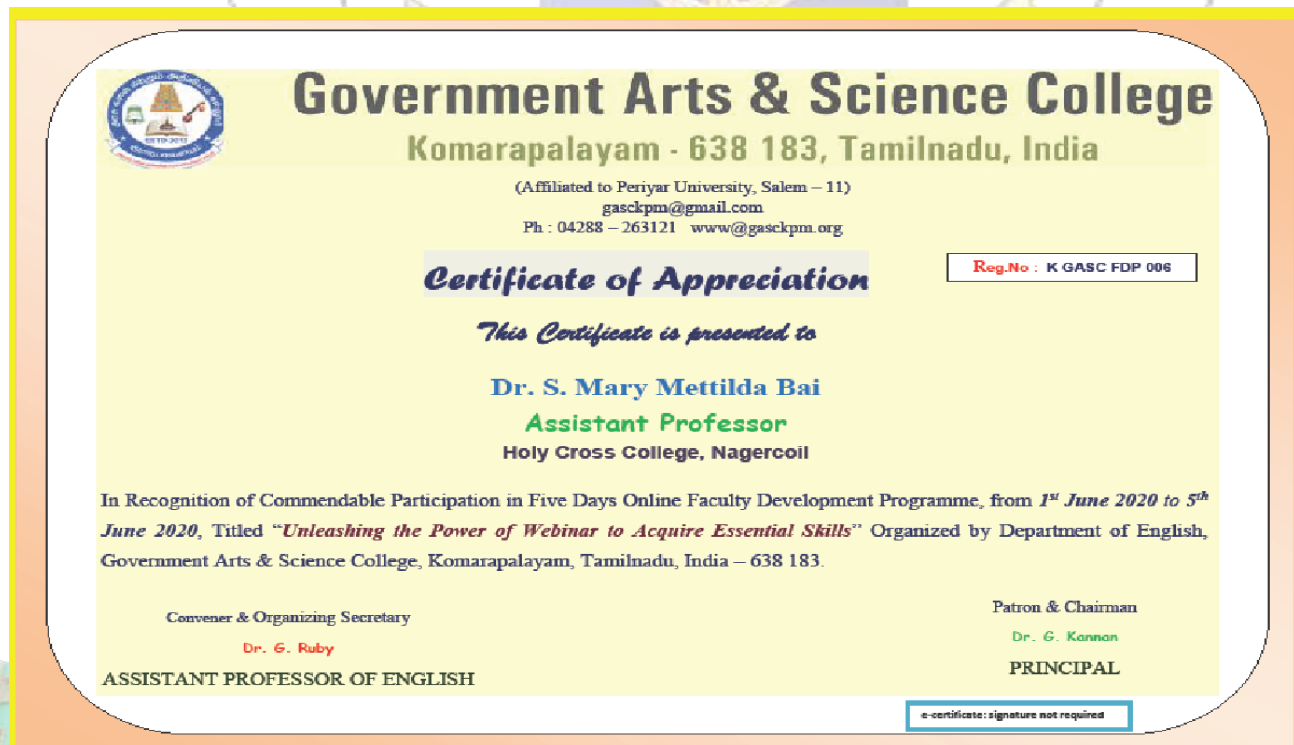 Government Arts & Science College
Komarapalayam - 638 183, Tamilnadu, India
(Affiliated to Periyar University, Salem – 11)
gasckpm@gmail.com
Ph : 04288 – 263121 www@gasckpm.org
Certificate of Appreciation
Reg.No : K GASC FDP 006
This Certificate is presented to
Dr. S. Mary Mettilda Bai
Assistant Professor
Holy Cross College, Nagercoil
In Recognition of Commendable Participation in Five Days Online Faculty Development Programme, from 1st June 2020 to 5th
June 2020, Titled “Unleashing the Power of Webinar to Acquire Essential Skills” Organized by Department of English,
Government Arts & Science College, Komarapalayam, Tamilnadu, India – 638 183.
Convener & Organizing Secretary
Dr. G. Ruby
ASSISTANT PROFESSOR OF ENGLISH
Patron & Chairman
Dr. G. Kannan
PRINCIPAL
e-certificate: signature not required